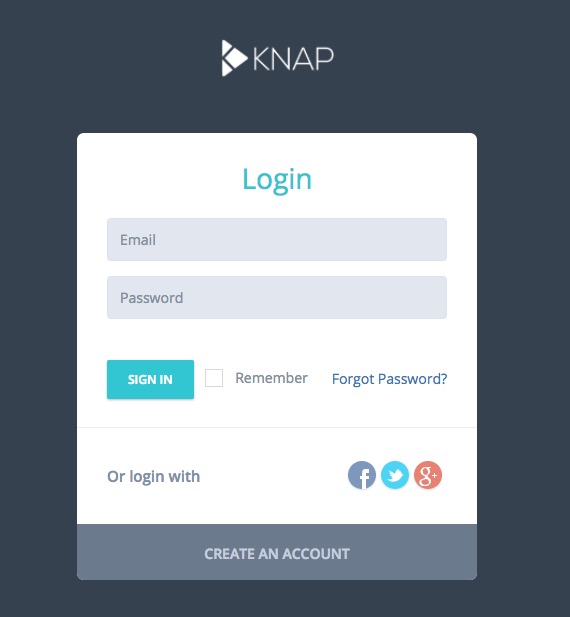 KNAP
Login
Email
Password
SIGN IN Remember Forgot Password?
Or login with
CREATE AN ACCOUNT